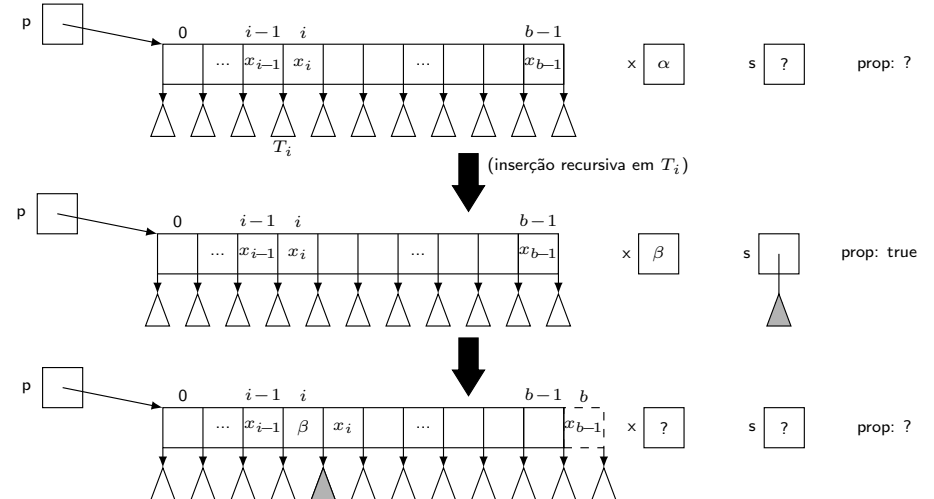 p
0 i−1 i b−1
... x_{i−1} x_i ... x_{b−1} x α s ? prop: ?
T_i
(inserção recursiva em T_i)
p
0 i−1 i b−1
... x_{i−1} x_i ... x_{b−1} x β s prop: true
p
0 i−1 i b−1 b
... x_{i−1} β x_i ... x_{b−1} x ? s ? prop: ?